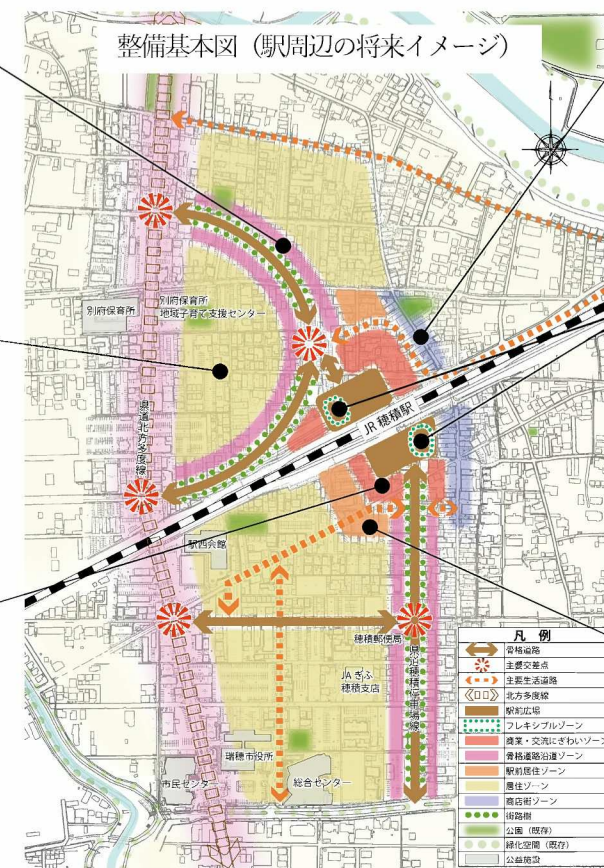 整備基本図（駅周辺の将来イメージ）
別府保育所
別府保育所
地域子育て支援センター
県道北方多度線
JR 穂積駅
駅西会館
穂積郵便局
県道穂積停車場線
JAぎふ
穂積支店
瑞穂市役所
市民センター
総合センター
凡 例
骨格道路
主要交差点
主要生活道路
北方多度線
駅前広場
フレキシブルゾーン
商業・交流にぎわいゾーン
骨格道路沿道ゾーン
駅前居住ゾーン
居住ゾーン
商店街ゾーン
街路樹
公園（既存）
緑化空間（既存）
公益施設